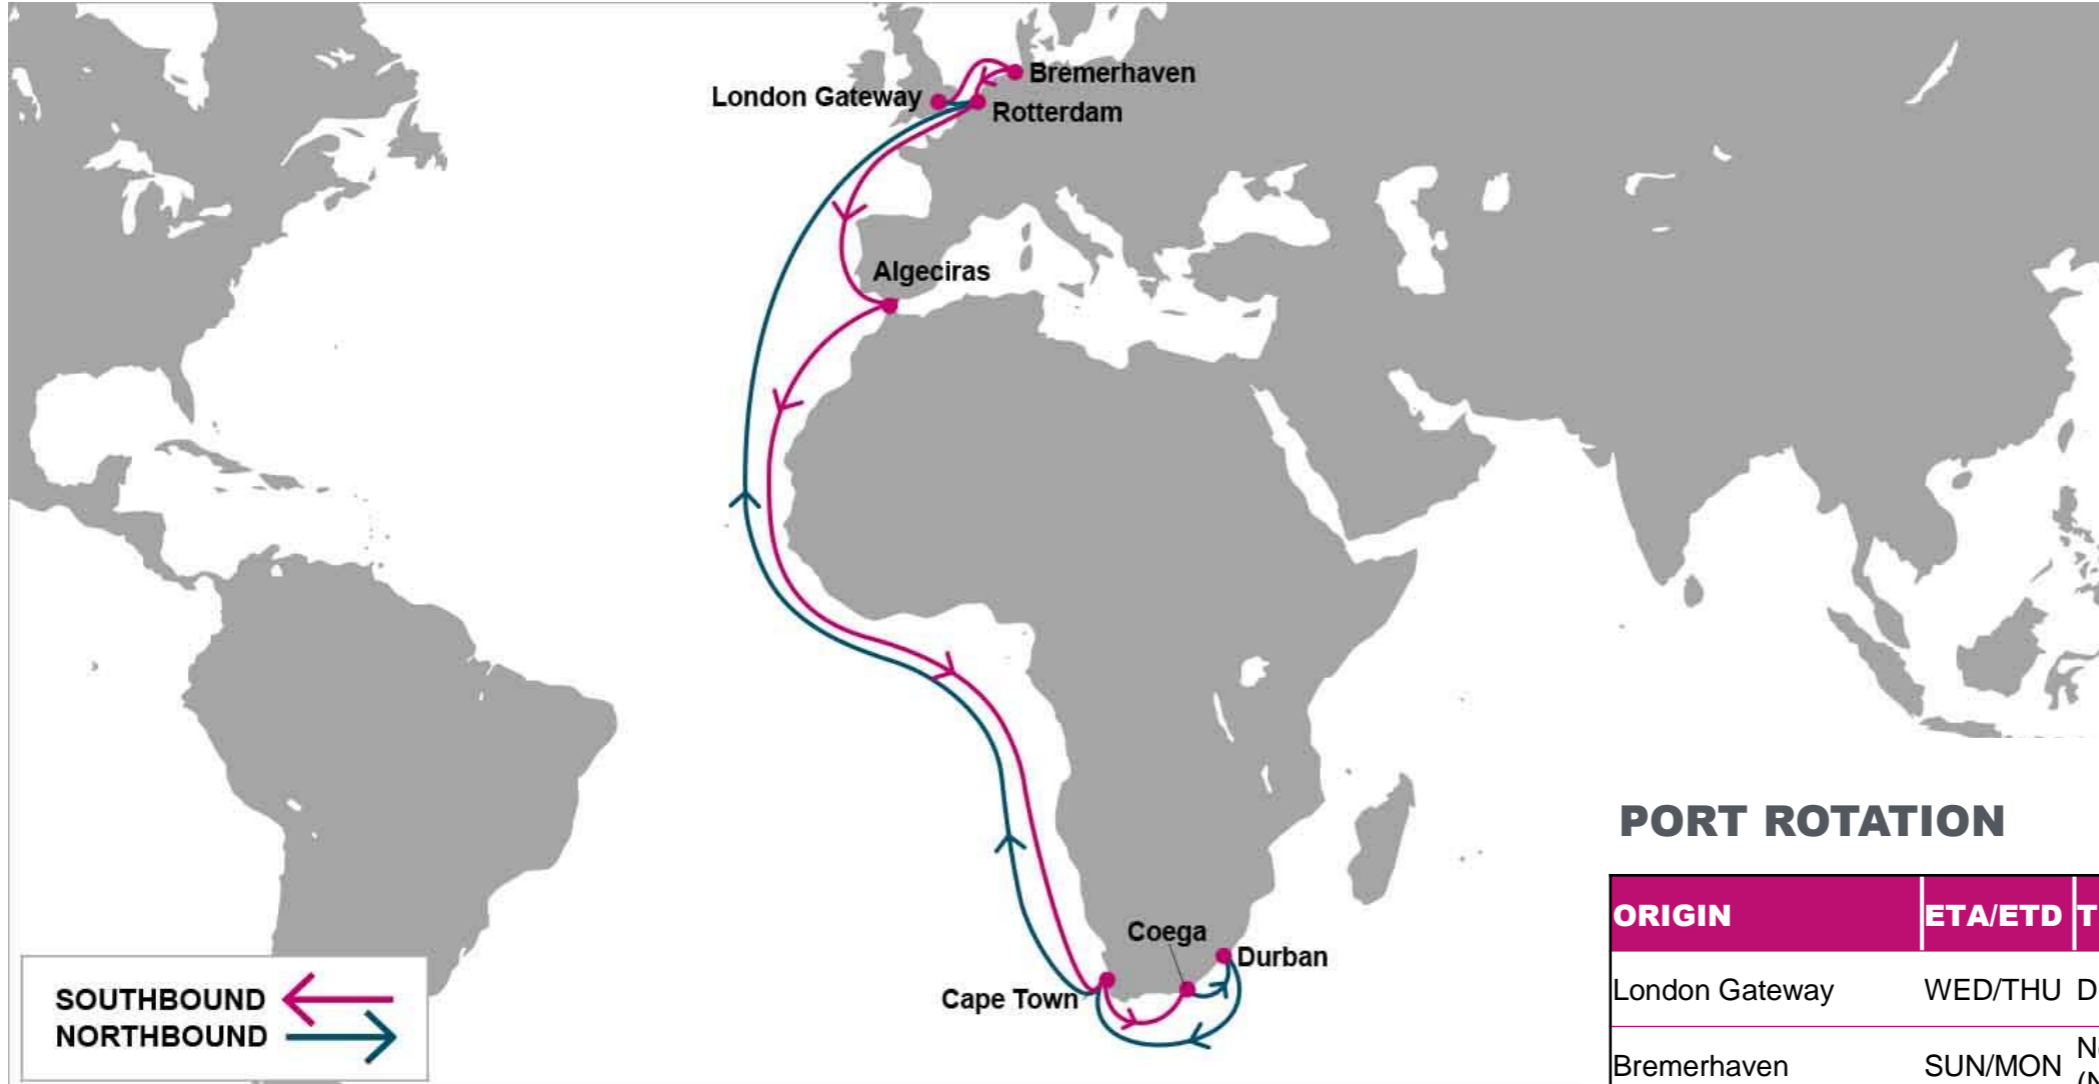 Bremerhaven
London Gateway
Rotterdam
Algeciras
Coega
Durban
Cape Town
SOUTHBOUND
NORTHBOUND
PORT ROTATION
ORIGIN ETA/ETD T
London Gateway WED/THU D
Bremerhaven SUN/MON